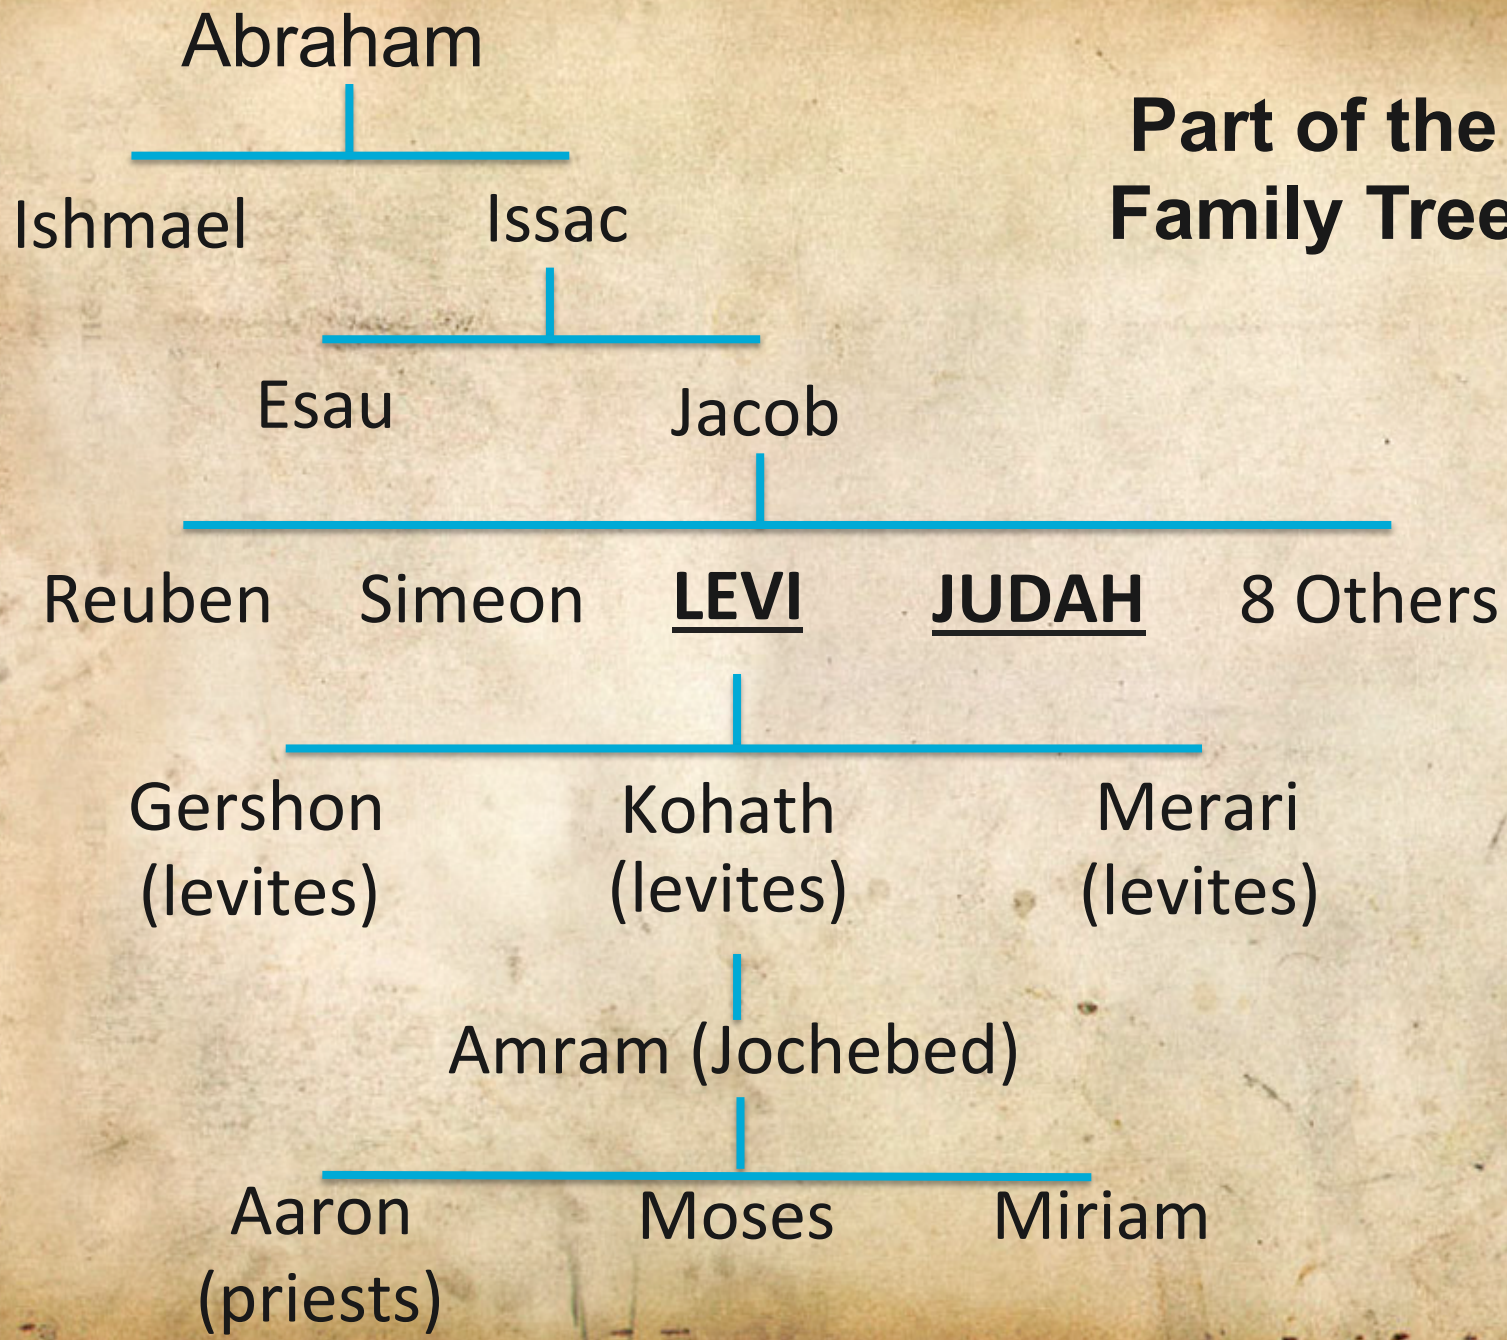 Abraham
Part of the
Family Tree
Ishmael Issac
Esau Jacob
Reuben Simeon LEVI JUDAH 8 Others
Gershon Kohath Merari
(levites) (levites) (levites)
Amram (Jochebed)
Aaron Moses Miriam
(priests)